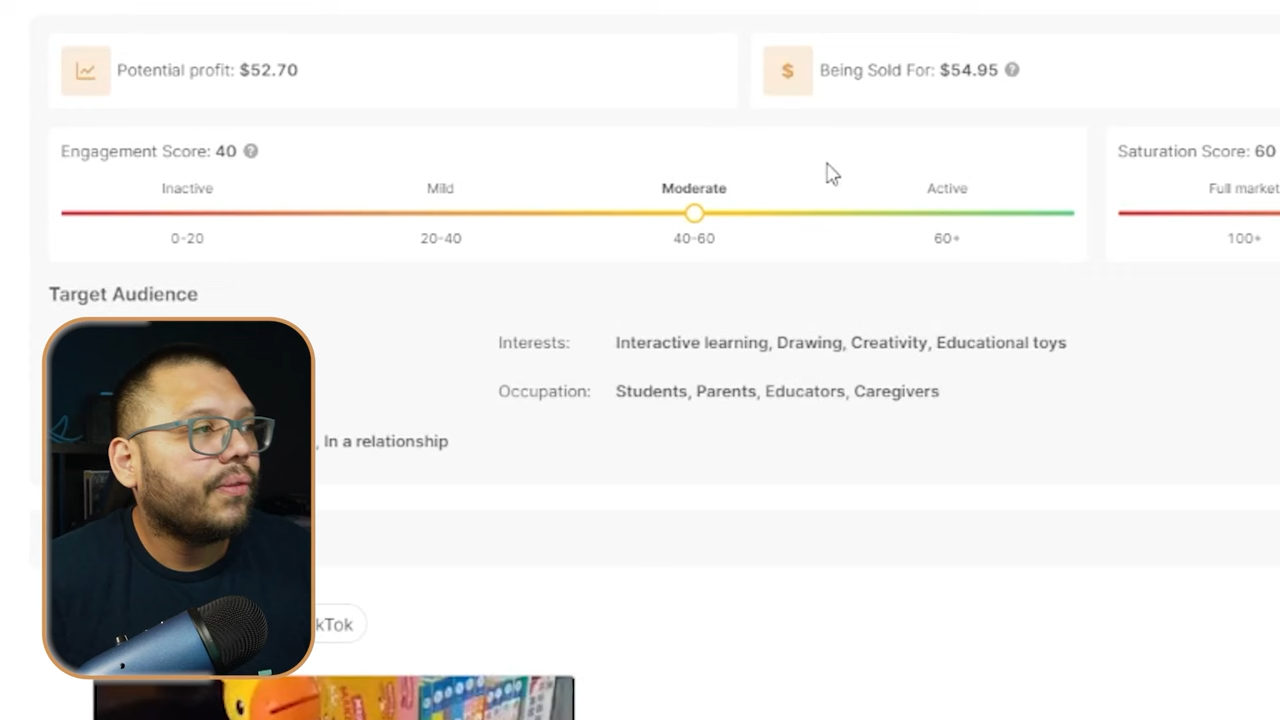 Potential profit: $52.70
Being Sold For: $54.95
Engagement Score: 40
Saturation Score: 60
Inactive
Mild
Moderate
Active
Full market
0-20
20-40
40-60
60+
100+
Target Audience
Interests: Interactive learning, Drawing, Creativity, Educational toys
Occupation: Students, Parents, Educators, Caregivers
, In a relationship
kTok